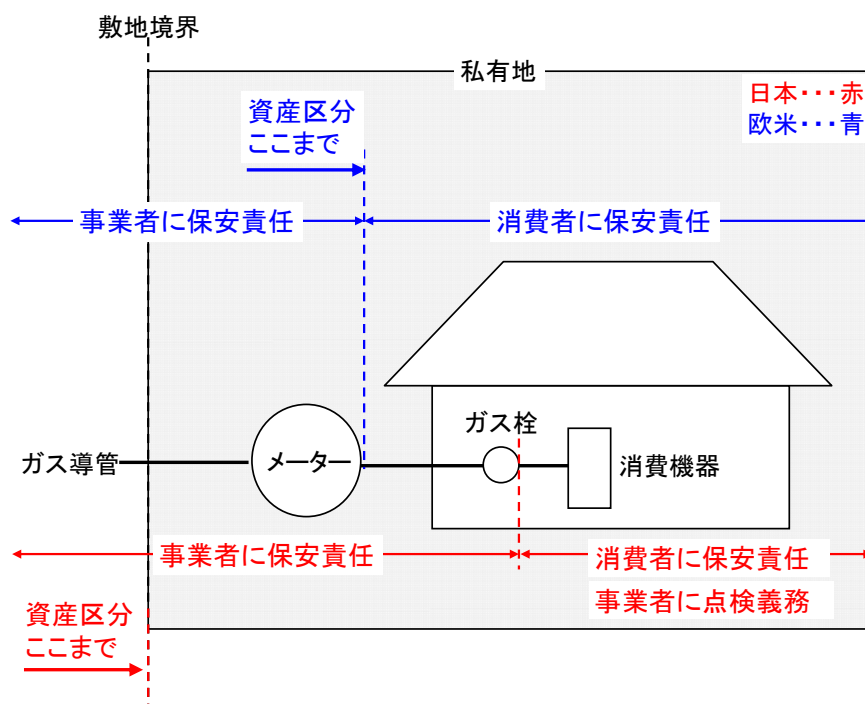 敷地境界
私有地
日本・・・赤
欧米・・・青
資産区分
ここまで
事業者に保安責任
消費者に保安責任
ガス栓
ガス導管
メーター
消費機器
事業者に保安責任
消費者に保安責任
事業者に点検義務
資産区分
ここまで